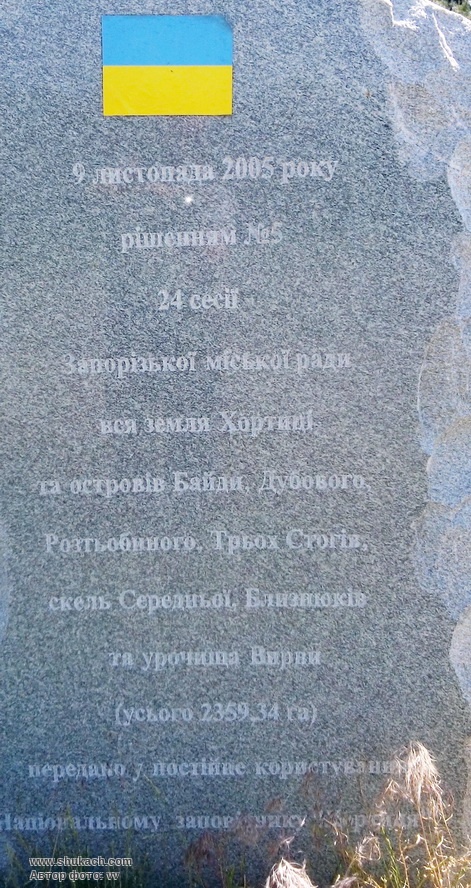 9 листопада 2005 року
рішенням №5
24 сесії
Запорізької міської ради
вся земля Хортиці,
та островів Байди, Дубового,
Розтьобиного, Трьох Стогів,
скель Середньої, Близнюків
та урочища Вирви
(усього 2359,34 га)
передано у постійне користування
Національному заповіднику
www.shukach.com
Автор фото: vv